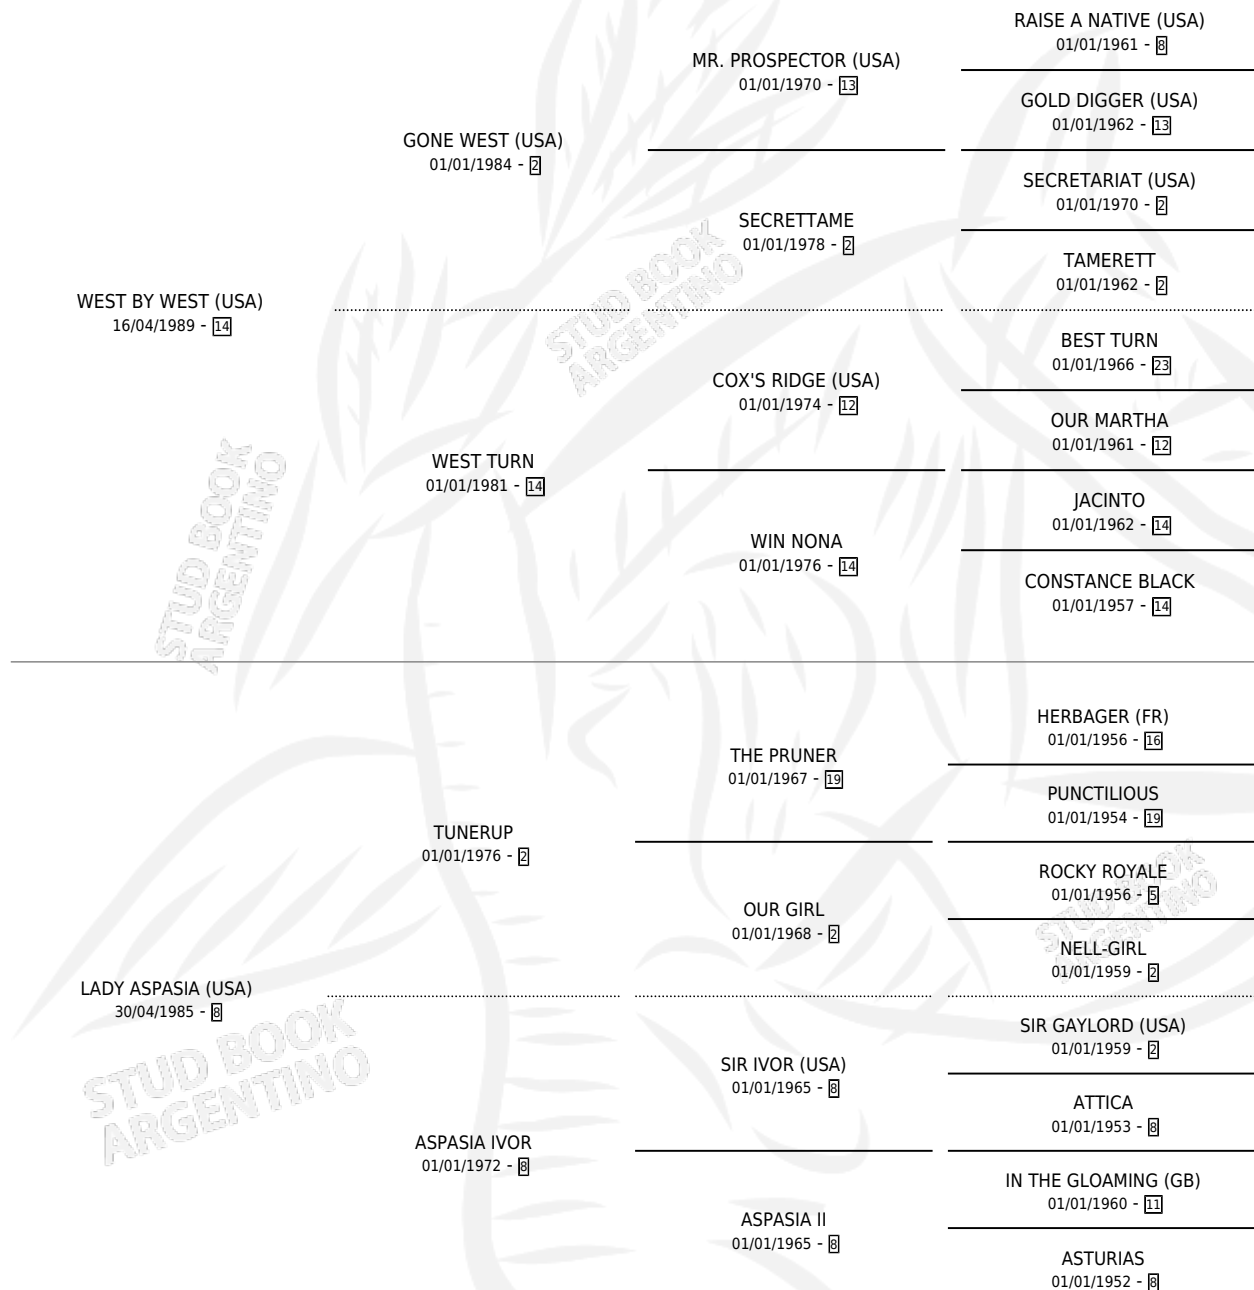 RAISE A NATIVE (USA)
01/01/1961 - 8
MR. PROSPECTOR (USA)
01/01/1970 - 13
GOLD DIGGER (USA)
01/01/1962 - 13
GONE WEST (USA)
01/01/1984 - 2
SECRETARIAT (USA)
01/01/1970 - 2
SECRETTAME
01/01/1978 - 2
TAMERETT
01/01/1962 - 2
WEST BY WEST (USA)
16/04/1989 - 14
BEST TURN
01/01/1966 - 23
COX'S RIDGE (USA)
01/01/1974 - 12
OUR MARTHA
01/01/1961 - 12
WEST TURN
01/01/1981 - 14
JACINTO
01/01/1962 - 14
WIN NONA
01/01/1976 - 14
CONSTANCE BLACK
01/01/1957 - 14
HERBAGER (FR)
01/01/1956 - 16
THE PRUNER
01/01/1967 - 19
PUNCTILIOUS
01/01/1954 - 19
TUNERUP
01/01/1976 - 2
ROCKY ROYALE
01/01/1956 - 5
OUR GIRL
01/01/1968 - 2
NELL-GIRL
01/01/1959 - 2
LADY ASPASIA (USA)
30/04/1985 - 8
SIR GAYLORD (USA)
01/01/1959 - 2
SIR IVOR (USA)
01/01/1965 - 8
ATTICA
01/01/1953 - 8
ASPASIA IVOR
01/01/1972 - 8
IN THE GLOAMING (GB)
01/01/1960 - 11
ASPASIA II
01/01/1965 - 8
ASTURIAS
01/01/1952 - 8
STUD BOOK
ARGENTINO
STUD BOOK
ARGENTINO
STUD BOOK
ARGENTINO
STUD BOOK
ARGENTINO